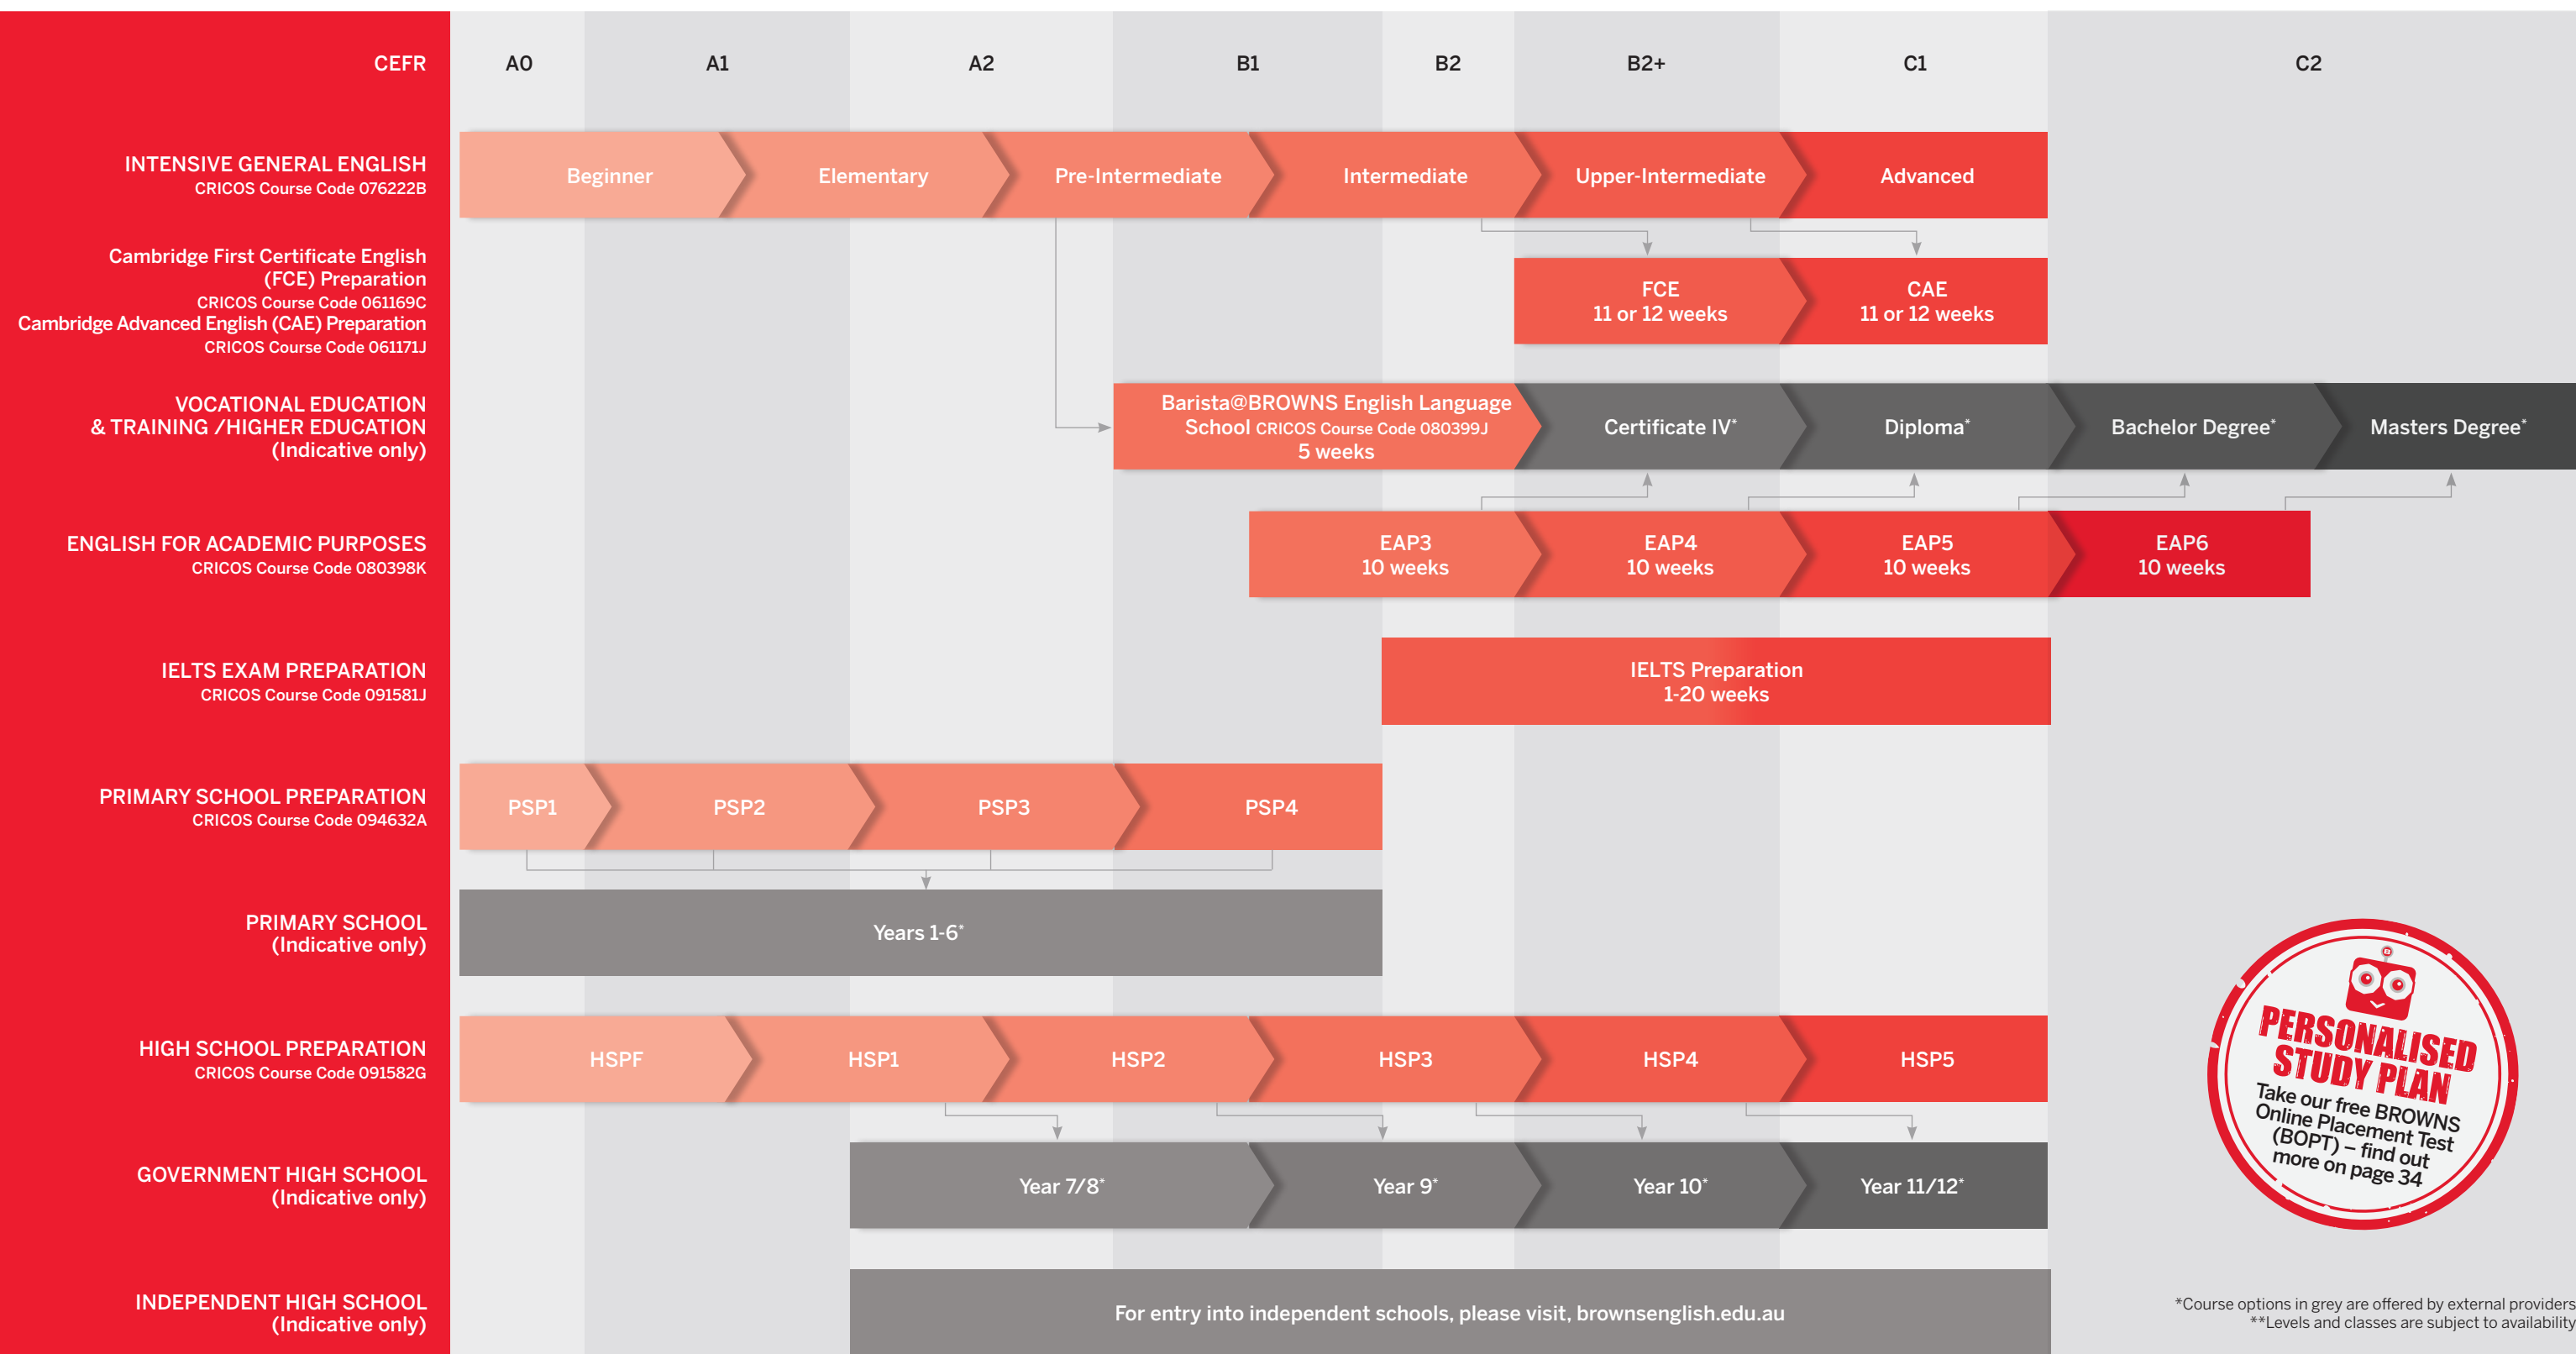 CEFR
A0
A1
A2
B1
B2
B2+
C1
C2
INTENSIVE GENERAL ENGLISH
CRICOS Course Code 076222B
Beginner
Elementary
Pre-Intermediate
Intermediate
Upper-Intermediate
Advanced
Cambridge First Certificate English
(FCE) Preparation
CRICOS Course Code 061169C
Cambridge Advanced English (CAE) Preparation
CRICOS Course Code 061171J
FCE
11 or 12 weeks
CAE
11 or 12 weeks
VOCATIONAL EDUCATION
& TRAINING /HIGHER EDUCATION
(Indicative only)
Barista@BROWNS English Language
School CRICOS Course Code 080399J
5 weeks
Certificate IV*
Diploma*
Bachelor Degree*
Masters Degree*
ENGLISH FOR ACADEMIC PURPOSES
CRICOS Course Code 080398K
EAP3
10 weeks
EAP4
10 weeks
EAP5
10 weeks
EAP6
10 weeks
IELTS EXAM PREPARATION
CRICOS Course Code 091581J
IELTS Preparation
1-20 weeks
PRIMARY SCHOOL PREPARATION
CRICOS Course Code 094632A
PSP1
PSP2
PSP3
PSP4
PRIMARY SCHOOL
(Indicative only)
Years 1-6*
HIGH SCHOOL PREPARATION
CRICOS Course Code 091582G
HSPF
HSP1
HSP2
HSP3
HSP4
HSP5
GOVERNMENT HIGH SCHOOL
(Indicative only)
Year 7/8*
Year 9*
Year 10*
Year 11/12*
INDEPENDENT HIGH SCHOOL
(Indicative only)
For entry into independent schools, please visit, brownsenglish.edu.au
PERSONALISED
STUDY PLAN
Take our free BROWNS
Online Placement Test
(BOPT) – find out
more on page 34
*Course options in grey are offered by external providers
**Levels and classes are subject to availability